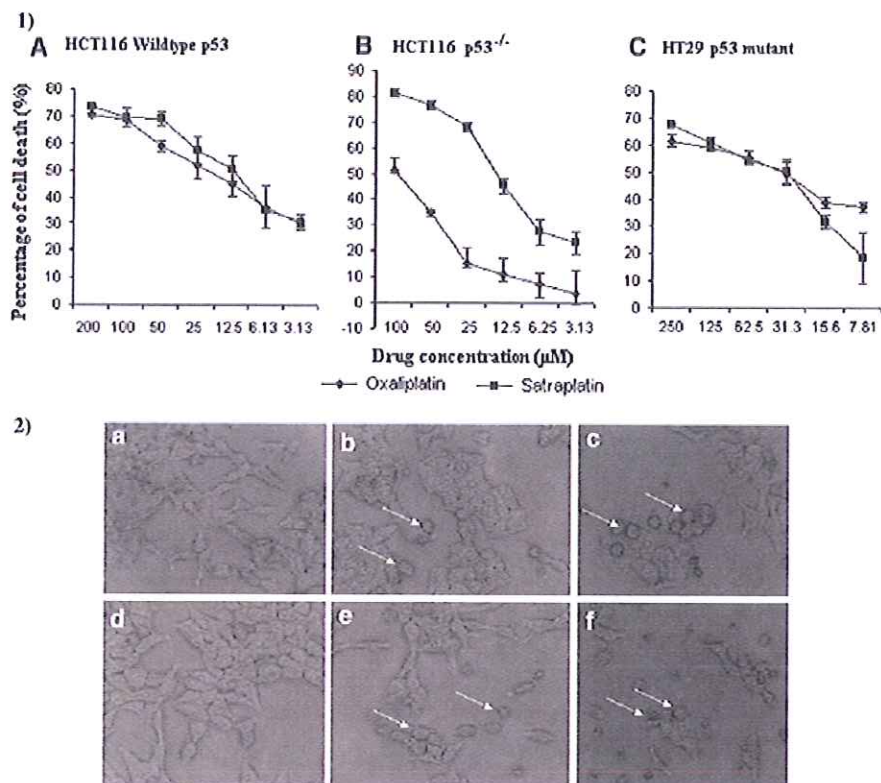 1)
A HCT116 Wildtype p53
B HCT116 p53-/-
C HT29 p53 mutant
Percentage of cell death (%)
80
70
60
50
40
30
20
10
0
200 100 50 25 12.5 6.13 3.13
90
80
70
60
50
40
30
20
10
0
-10
100 50 25 12.5 6.25 3.13
80
70
60
50
40
30
20
10
0
250 125 62 5 31 3 15 6 7 81
Drug concentration (µM)
Oxaliplatin Satraplatin
2)
a b c
d e f